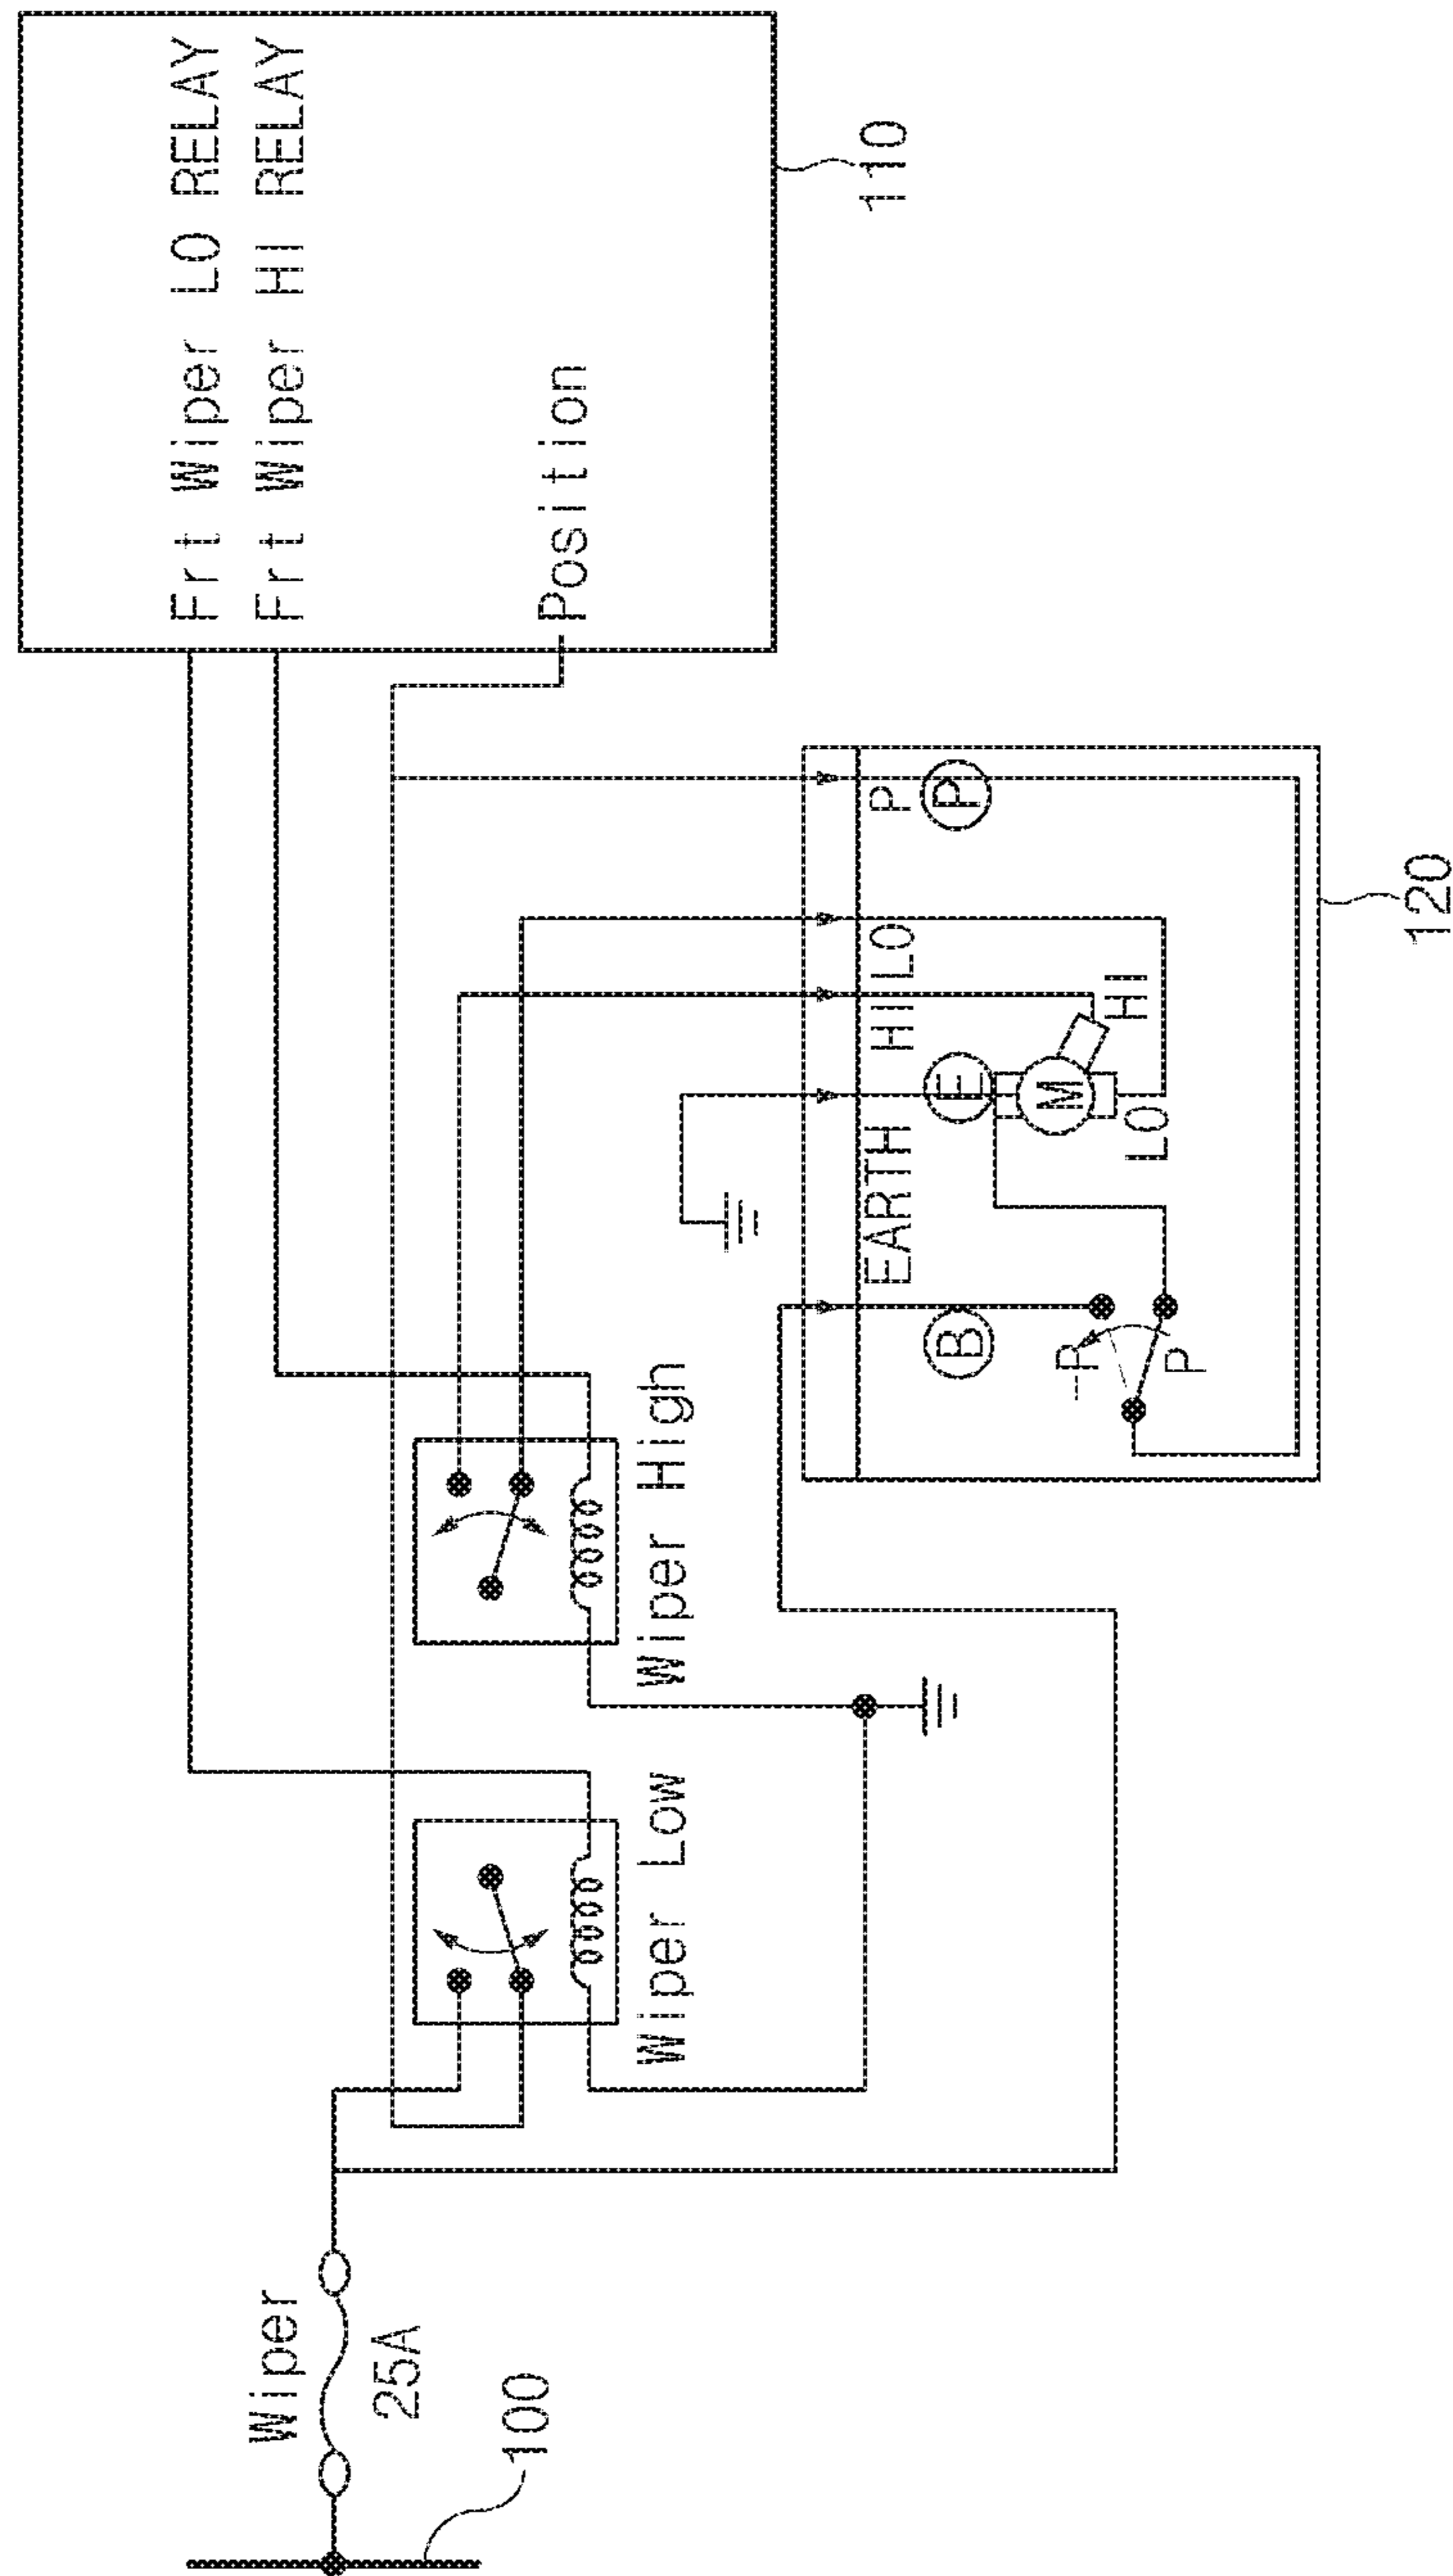 Frt Wiper LO RELAY
Frt Wiper HI RELAY
Position
110
Wiper
25A
100
Wiper Low
Wiper High
B
EARTH
E
HI
LO
P
P
M
HI
LO
P
P
120